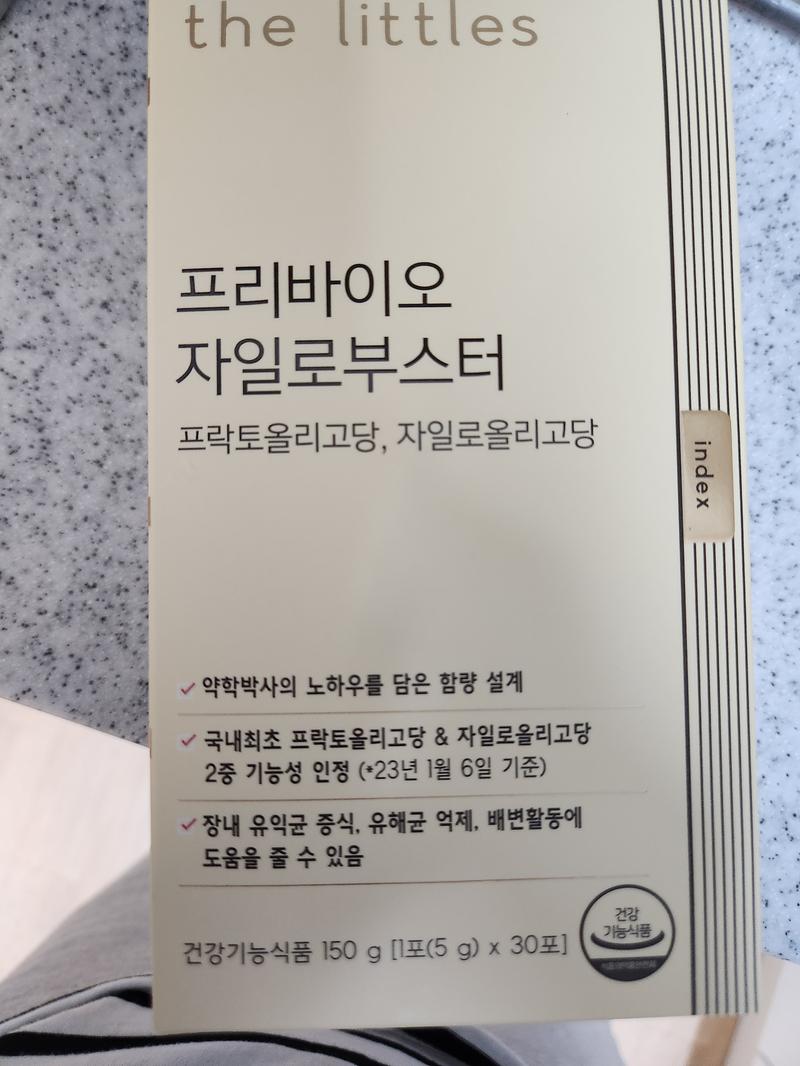 the littles
프리바이오
자일로부스터
프락토올리고당, 자일로올리고당
index
✓ 약학박사의 노하우를 담은 함량 설계
✓ 국내최초 프락토올리고당 & 자일로올리고당
2중 기능성 인정 (*23년 1월 6일 기준)
✓ 장내 유익균 증식, 유해균 억제, 배변활동에
도움을 줄 수 있음
건강기능식품 150 g [1포(5 g) x 30포]
건강
기능식품